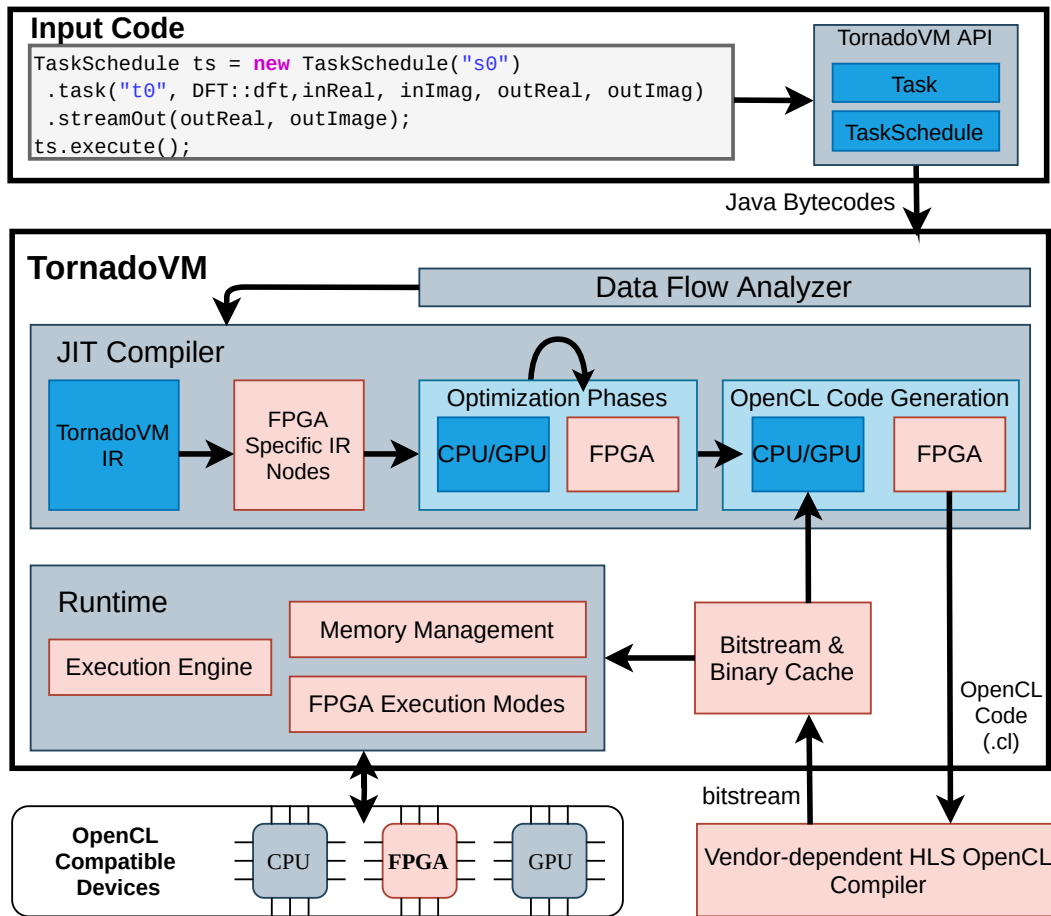 Input Code
TaskSchedule ts = new TaskSchedule("s0")
.task("t0", DFT::dft,inReal, inImag, outReal, outImag)
.streamOut(outReal, outImage);
ts.execute();
TornadoVM API
Task
TaskSchedule
Java Bytecodes
TornadoVM
Data Flow Analyzer
JIT Compiler
TornadoVM
IR
FPGA
Specific IR
Nodes
Optimization Phases
CPU/GPU
FPGA
OpenCL Code Generation
CPU/GPU
FPGA
Runtime
Execution Engine
Memory Management
FPGA Execution Modes
Bitstream &
Binary Cache
OpenCL
Code
(.cl)
bitstream
OpenCL
Compatible
Devices
CPU
FPGA
GPU
Vendor-dependent HLS OpenCL
Compiler